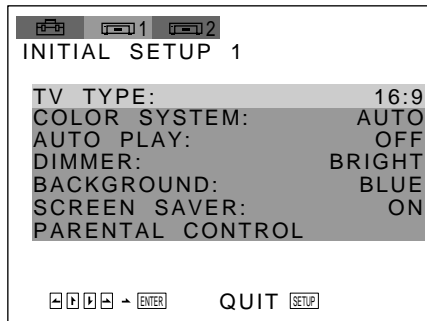 1 2
INITIAL SETUP 1
TV TYPE: 16:9
COLOR SYSTEM: AUTO
AUTO PLAY: OFF
DIMMER: BRIGHT
BACKGROUND: BLUE
SCREEN SAVER: ON
PARENTAL CONTROL
ENTER QUIT SETUP